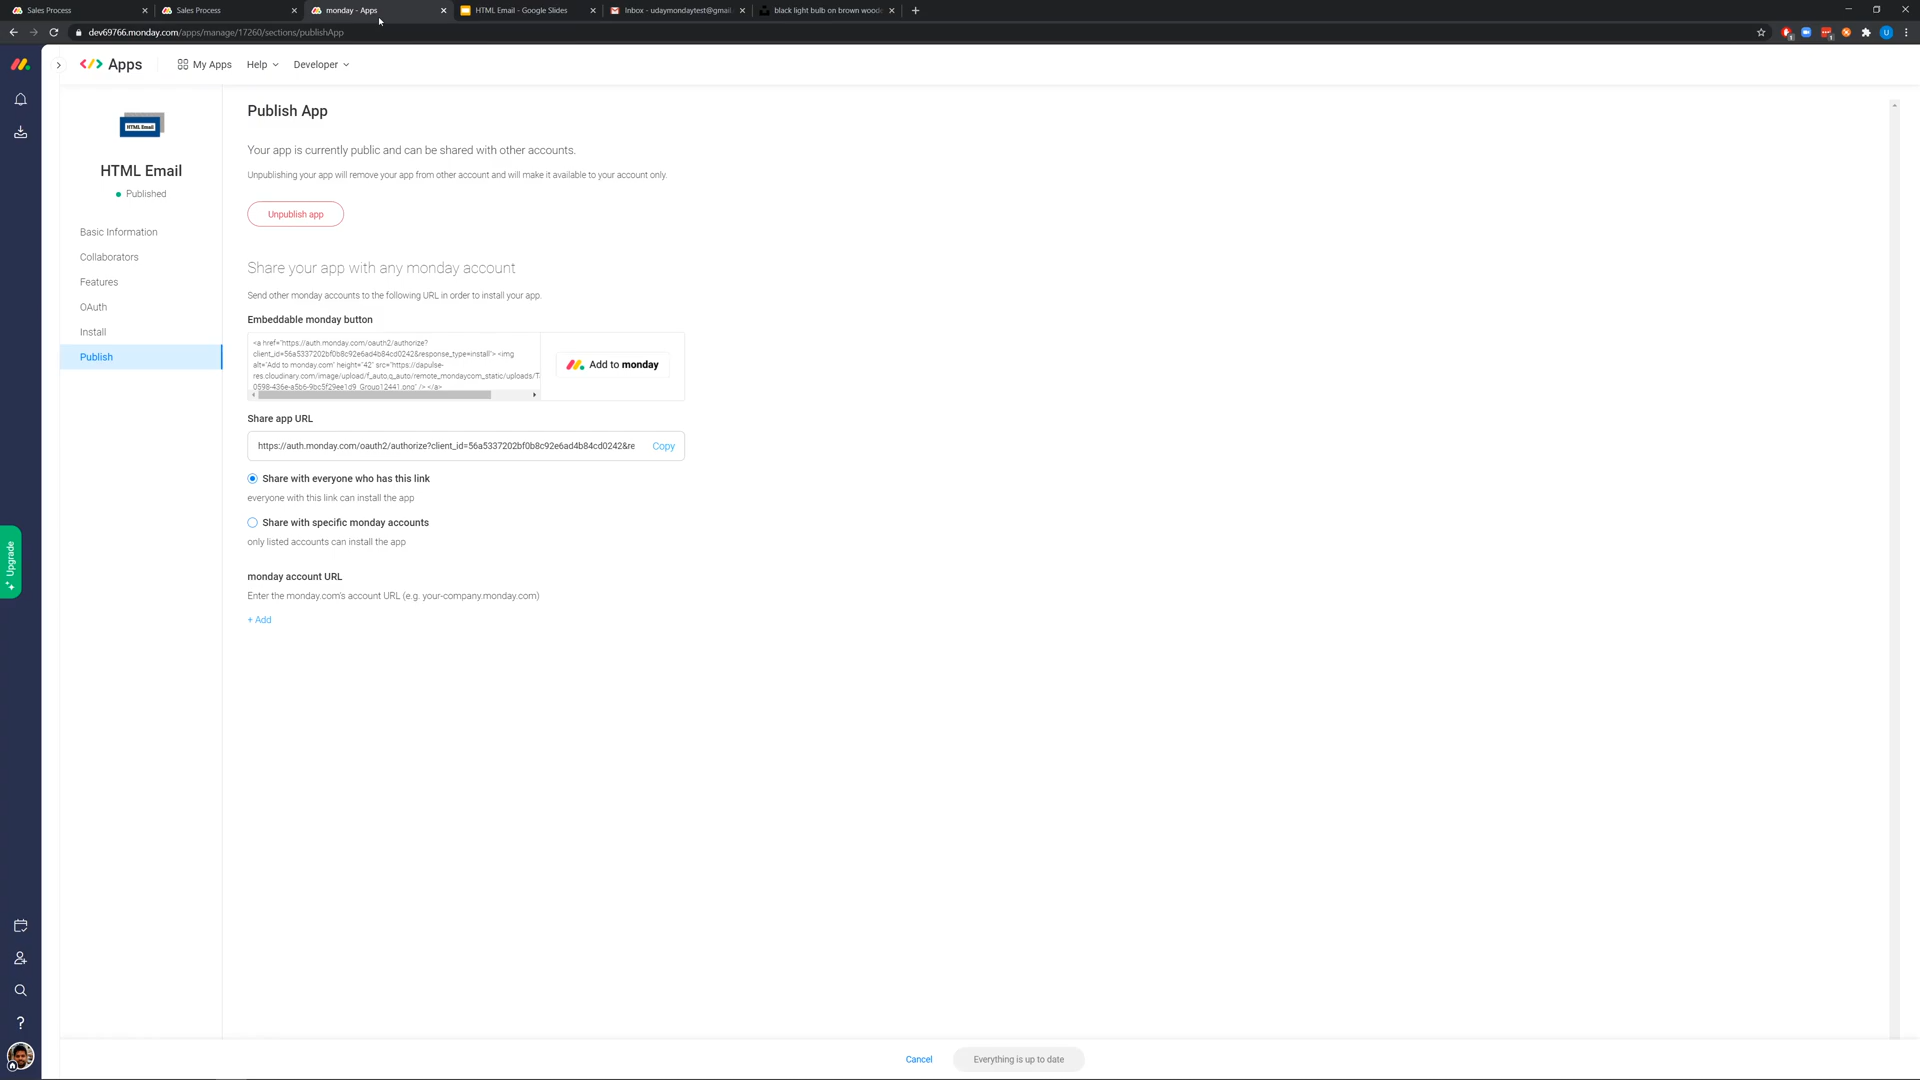 Sales Process
Sales Process
monday - Apps
HTML Email - Google Slides
Inbox - udaymondaytest@gmail.
black light bulb on brown woode
dev69766.monday.com/apps/manage/17260/sections/publishApp
U
Apps
My Apps
Help
Developer
HTML Email
HTML Email
Published
Basic Information
Collaborators
Features
OAuth
Install
Publish
Publish App
Your app is currently public and can be shared with other accounts.
Unpublishing your app will remove your app from other account and will make it available to your account only.
Unpublish app
Share your app with any monday account
Send other monday accounts to the following URL in order to install your app.
Embeddable monday button
<a href="https://auth.monday.com/oauth2/authorize?
client_id=56a5337202bf0b8c92e6ad4b84cd0242&response_type=install"> <img
alt="Add to monday.com" height="42" src="https://dapulse-
res.cloudinary.com/image/upload/f_auto,q_auto/remote_mondaycom_static/uploads/T
0598-436e-a5b6-9bc5f29ee1d9_Group12441.png" /> </a>
Add to monday
Share app URL
https://auth.monday.com/oauth2/authorize?client_id=56a5337202bf0b8c92e6ad4b84cd0242&re
Copy
Share with everyone who has this link
everyone with this link can install the app
Share with specific monday accounts
only listed accounts can install the app
monday account URL
Enter the monday.com's account URL (e.g. your-company.monday.com)
+ Add
Upgrade
Cancel
Everything is up to date